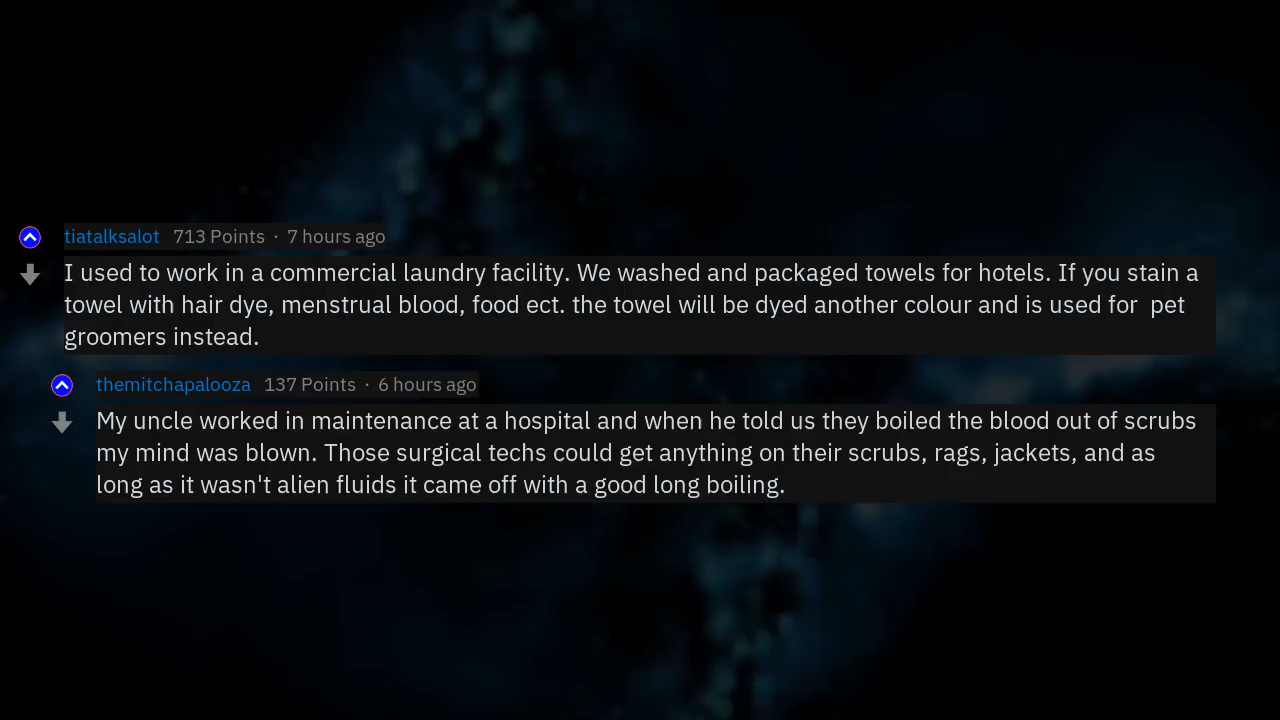 tiatalksalot 713 Points · 7 hours ago
I used to work in a commercial laundry facility. We washed and packaged towels for hotels. If you stain a
towel with hair dye, menstrual blood, food ect. the towel will be dyed another colour and is used for  pet
groomers instead.
themitchapalooza 137 Points · 6 hours ago
My uncle worked in maintenance at a hospital and when he told us they boiled the blood out of scrubs
my mind was blown. Those surgical techs could get anything on their scrubs, rags, jackets, and as
long as it wasn't alien fluids it came off with a good long boiling.